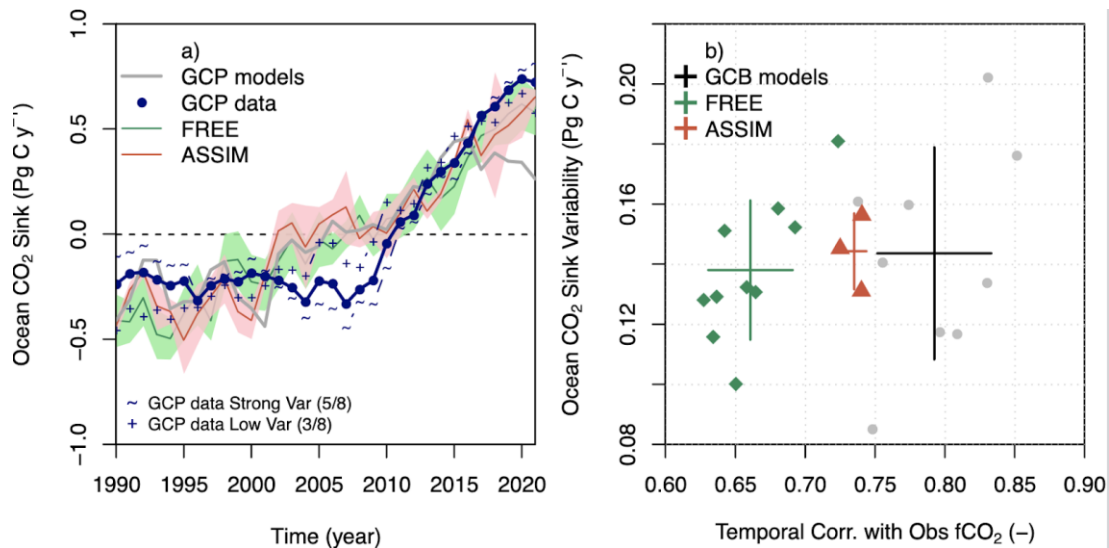 a)
GCP models
GCP data
FREE
ASSIM
~ GCP data Strong Var (5/8)
+ GCP data Low Var (3/8)
Ocean CO₂ Sink (Pg C y⁻¹)
1.0
0.5
0.0
−0.5
−1.0
1990 1995 2000 2005 2010 2015 2020
Time (year)
b)
GCB models
FREE
ASSIM
Ocean CO₂ Sink Variability (Pg C y⁻¹)
0.20
0.16
0.12
0.08
0.60 0.65 0.70 0.75 0.80 0.85 0.90
Temporal Corr. with Obs fCO₂ (−)